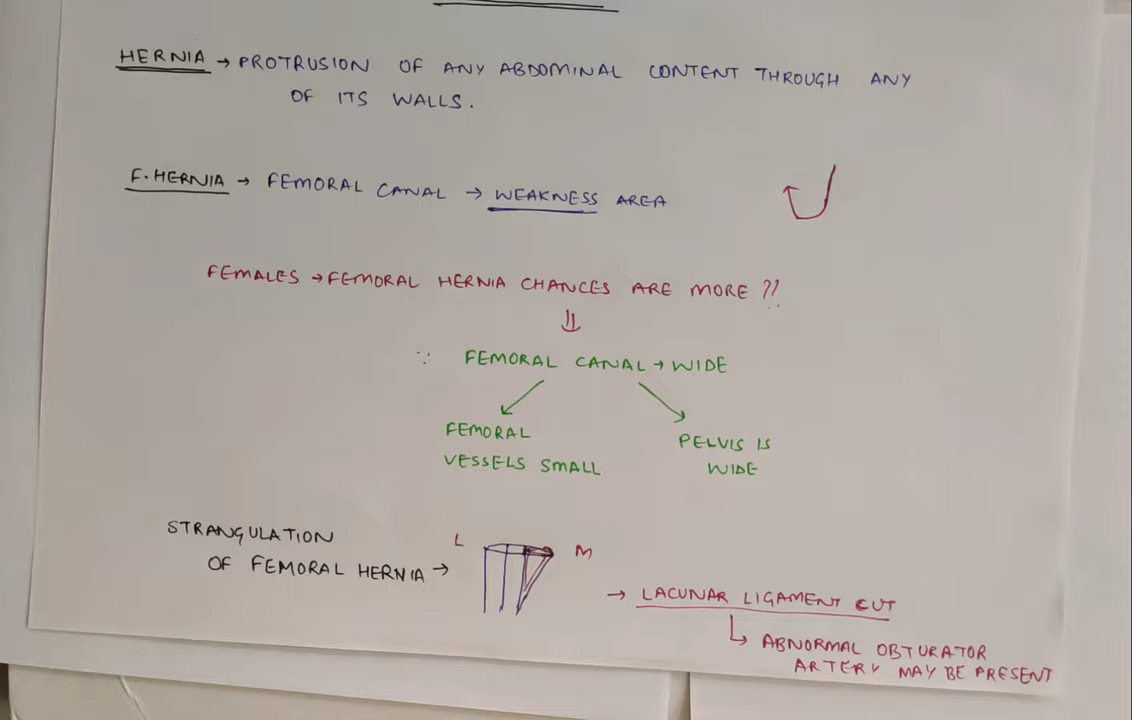 HERNIA → PROTRUSION OF ANY ABDOMINAL CONTENT THROUGH ANY
OF ITS WALLS.
F. HERNIA → FEMORAL CANAL → WEAKNESS AREA
FEMALES → FEMORAL HERNIA CHANCES ARE MORE ??
⇓
∵ FEMORAL CANAL → WIDE
FEMORAL
VESSELS SMALL
PELVIS IS
WIDE
STRANGULATION
OF FEMORAL HERNIA →
L M
→ LACUNAR LIGAMENT CUT
↳ ABNORMAL OBTURATOR
ARTERY MAY BE PRESENT